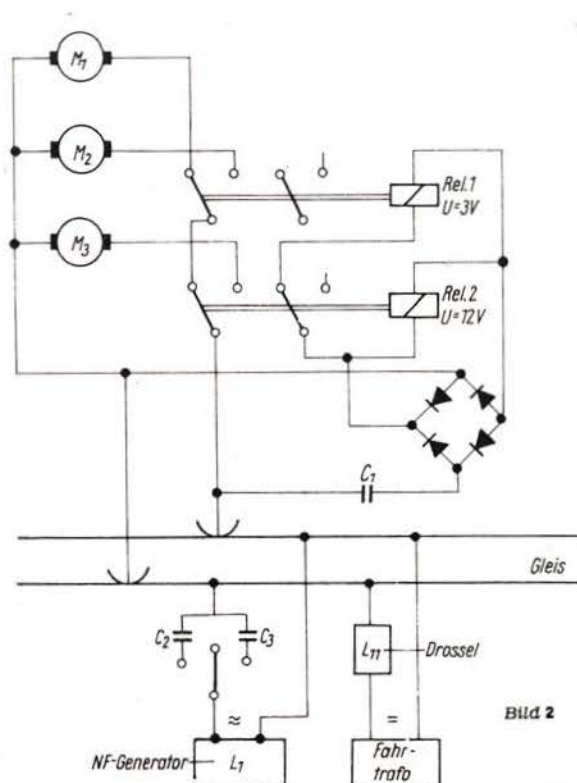 M1
M2
M3
Rel.1
U=3V
Rel.2
U=12V
C1
Gleis
C2
C3
L11
Drossel
≈
=
Bild 2
NF-Generator
L1
Fahr-
trafo